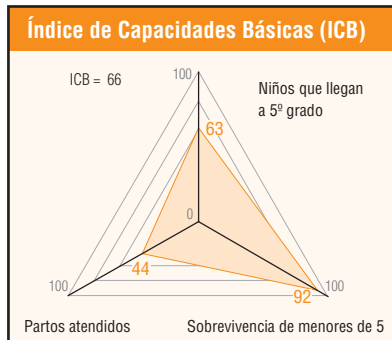 Índice de Capacidades Básicas (ICB)
ICB = 66
100
Niños que llegan
a 5º grado
63
0
44
100
100
92
Partos atendidos
Sobrevivencia de menores de 5